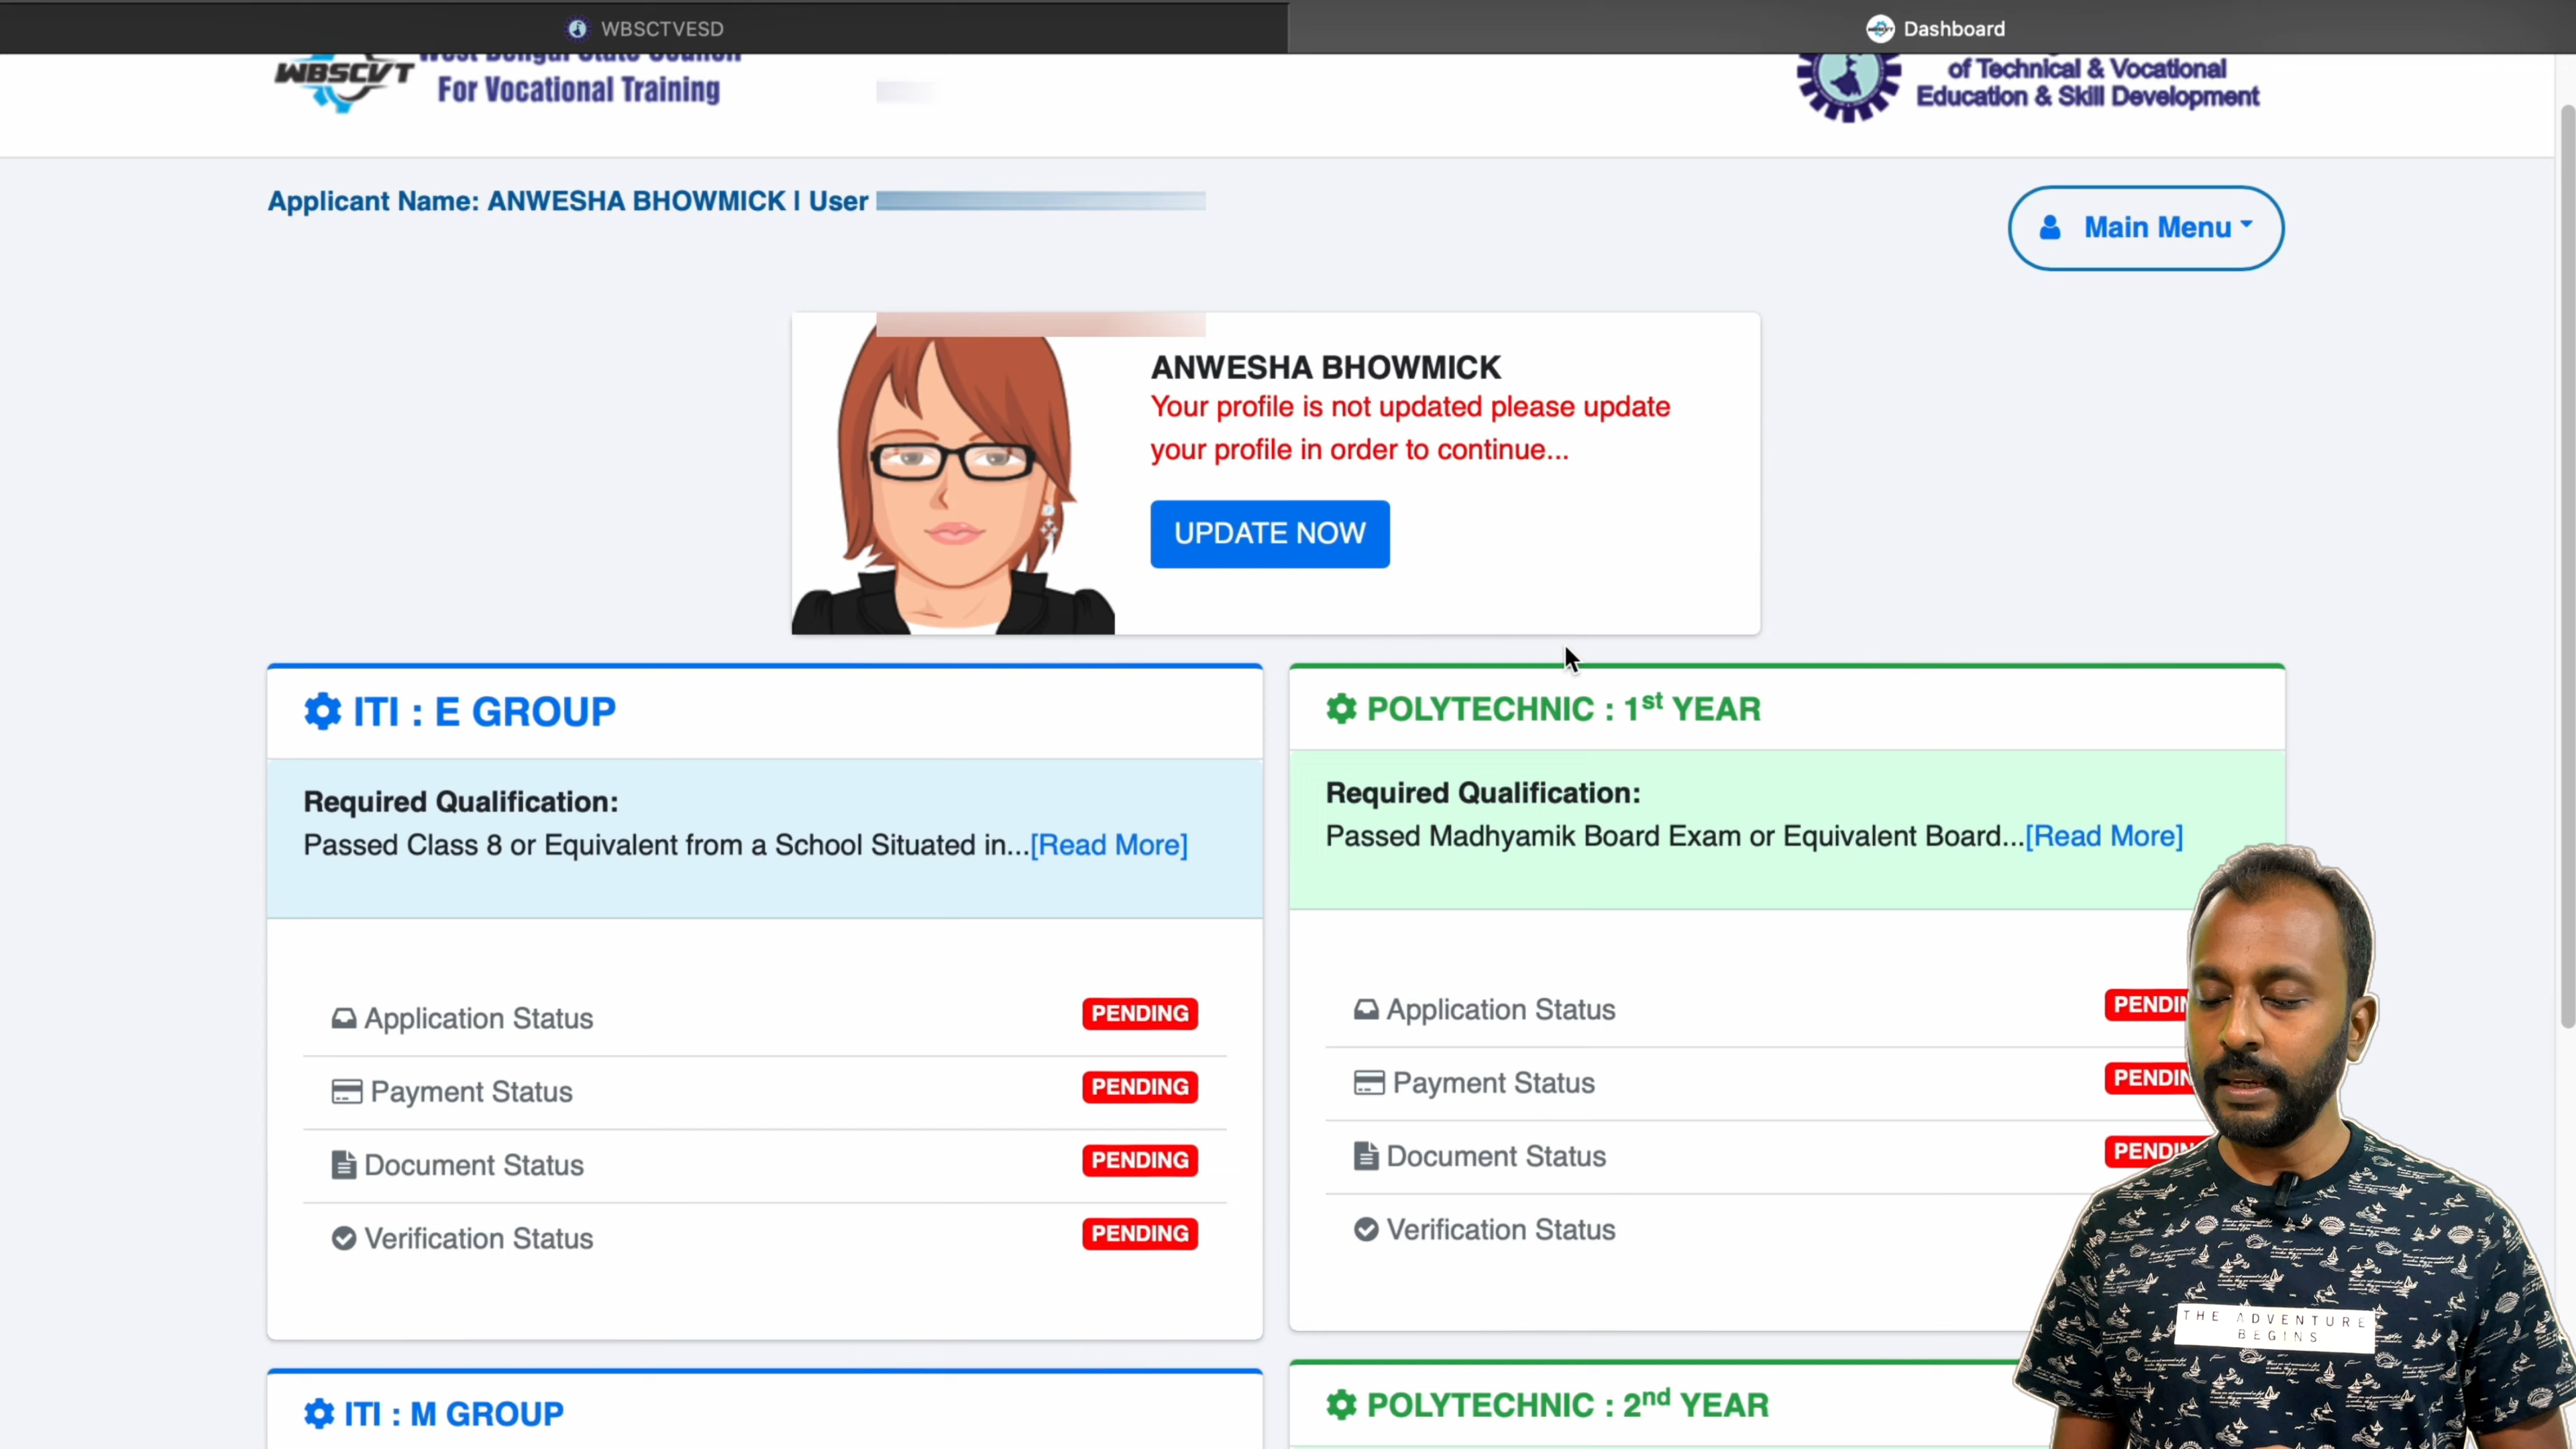 WBSCTVESD
Dashboard
WBSCVT
West Bengal State Council
For Vocational Training
of Technical & Vocational
Education & Skill Development
Applicant Name: ANWESHA BHOWMICK | User
Main Menu
ANWESHA BHOWMICK
Your profile is not updated please update
your profile in order to continue...
UPDATE NOW
ITI : E GROUP
Required Qualification:
Passed Class 8 or Equivalent from a School Situated in...[Read More]
Application Status PENDING
Payment Status PENDING
Document Status PENDING
Verification Status PENDING
ITI : M GROUP
POLYTECHNIC : 1st YEAR
Required Qualification:
Passed Madhyamik Board Exam or Equivalent Board...[Read More]
Application Status
Payment Status
Document Status
Verification Status
POLYTECHNIC : 2nd YEAR
THE ADVENTURE
BEGINS